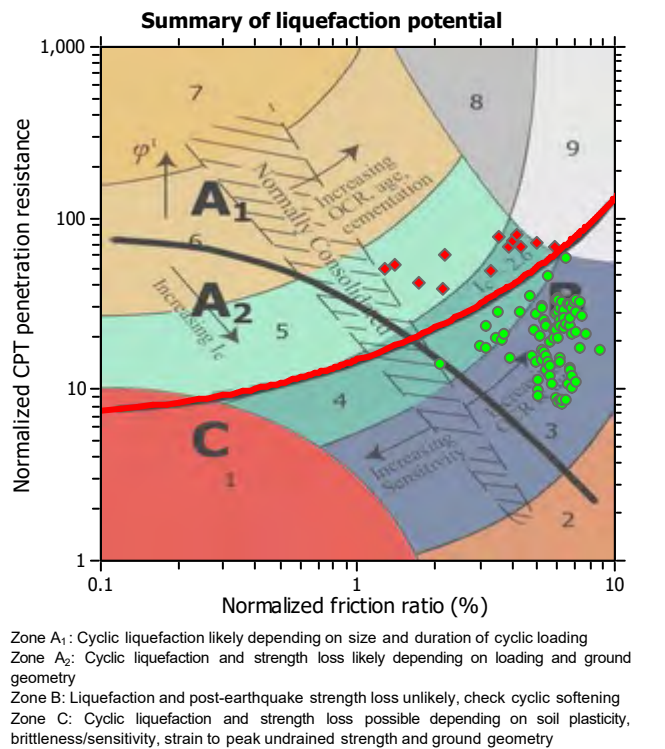 Summary of liquefaction potential
Normalized CPT penetration resistance
1,000
100
10
1
7
8
9
φ'
A1
Normally Consolidated
Increasing
OCR, age,
cementation
6
A2
Increasing Ic
5
Ic = 2.6
B
4
C
1
Increasing
Sensitivity
Increasing
OCR
3
2
0.1
1
10
Normalized friction ratio (%)
Zone A1: Cyclic liquefaction likely depending on size and duration of cyclic loading
Zone A2: Cyclic liquefaction and strength loss likely depending on loading and ground
geometry
Zone B: Liquefaction and post-earthquake strength loss unlikely, check cyclic softening
Zone C: Cyclic liquefaction and strength loss possible depending on soil plasticity,
brittleness/sensitivity, strain to peak undrained strength and ground geometry